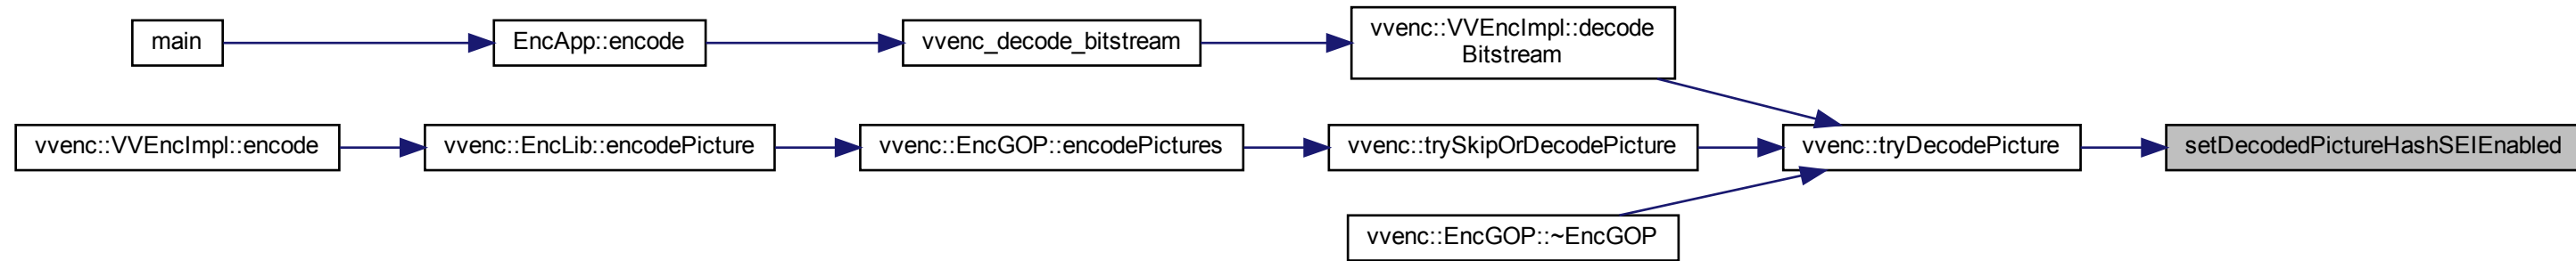 main
EncApp::encode
vvenc_decode_bitstream
vvenc::VVEncImpl::decode
Bitstream
vvenc::VVEncImpl::encode
vvenc::EncLib::encodePicture
vvenc::EncGOP::encodePictures
vvenc::trySkipOrDecodePicture
vvenc::tryDecodePicture
setDecodedPictureHashSEIEnabled
vvenc::EncGOP::~EncGOP